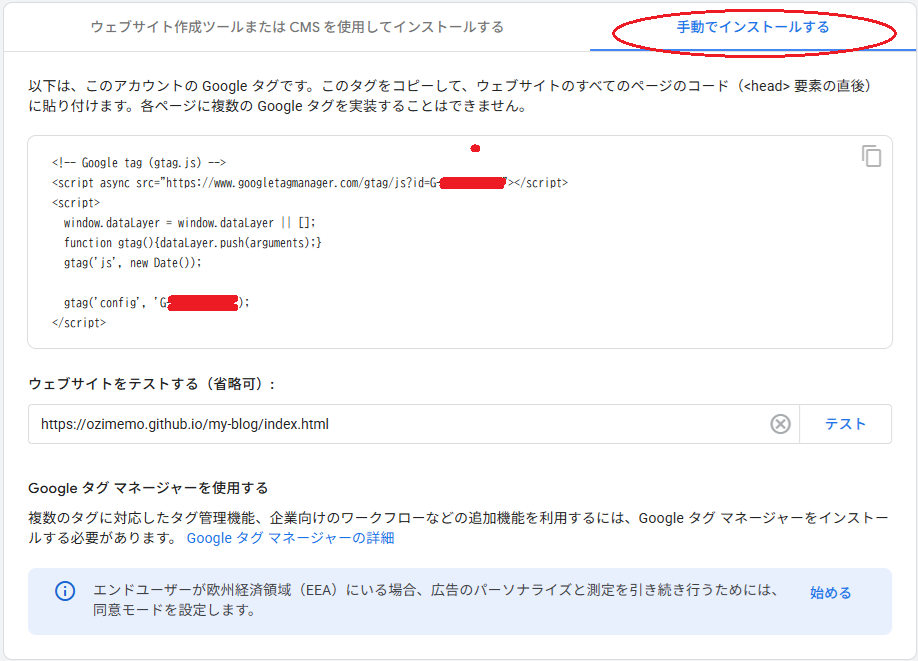 ウェブサイト作成ツールまたは CMS を使用してインストールする
手動でインストールする
以下は、このアカウントの Google タグです。このタグをコピーして、ウェブサイトのすべてのページのコード（<head> 要素の直後）
に貼り付けます。各ページに複数の Google タグを実装することはできません。
<!-- Google tag (gtag.js) -->
<script async src="https://www.googletagmanager.com/gtag/js?id=G-"></script>
<script>
window.dataLayer = window.dataLayer || [];
function gtag(){dataLayer.push(arguments);}
gtag('js', new Date());
gtag('config', 'G);
</script>
ウェブサイトをテストする（省略可）:
https://ozimemo.github.io/my-blog/index.html
テスト
Google タグ マネージャーを使用する
複数のタグに対応したタグ管理機能、企業向けのワークフローなどの追加機能を利用するには、Google タグ マネージャーをインストー
ルする必要があります。 Google タグ マネージャーの詳細
エンドユーザーが欧州経済領域（EEA）にいる場合、広告のパーソナライズと測定を引き続き行うためには、
同意モードを設定します。
始める